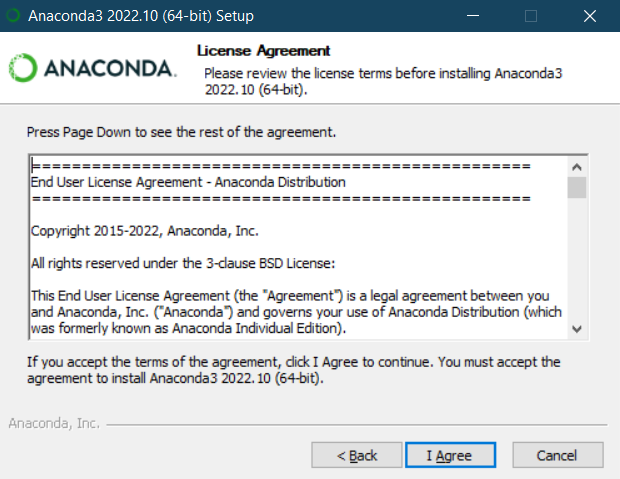 Anaconda3 2022.10 (64-bit) Setup
ANACONDA.
License Agreement
Please review the license terms before installing Anaconda3
2022.10 (64-bit).
Press Page Down to see the rest of the agreement.
====================================================
End User License Agreement - Anaconda Distribution
====================================================
Copyright 2015-2022, Anaconda, Inc.
All rights reserved under the 3-clause BSD License:
This End User License Agreement (the "Agreement") is a legal agreement between you
and Anaconda, Inc. ("Anaconda") and governs your use of Anaconda Distribution (which
was formerly known as Anaconda Individual Edition).
If you accept the terms of the agreement, click I Agree to continue. You must accept the
agreement to install Anaconda3 2022.10 (64-bit).
Anaconda, Inc.
< Back
I Agree
Cancel